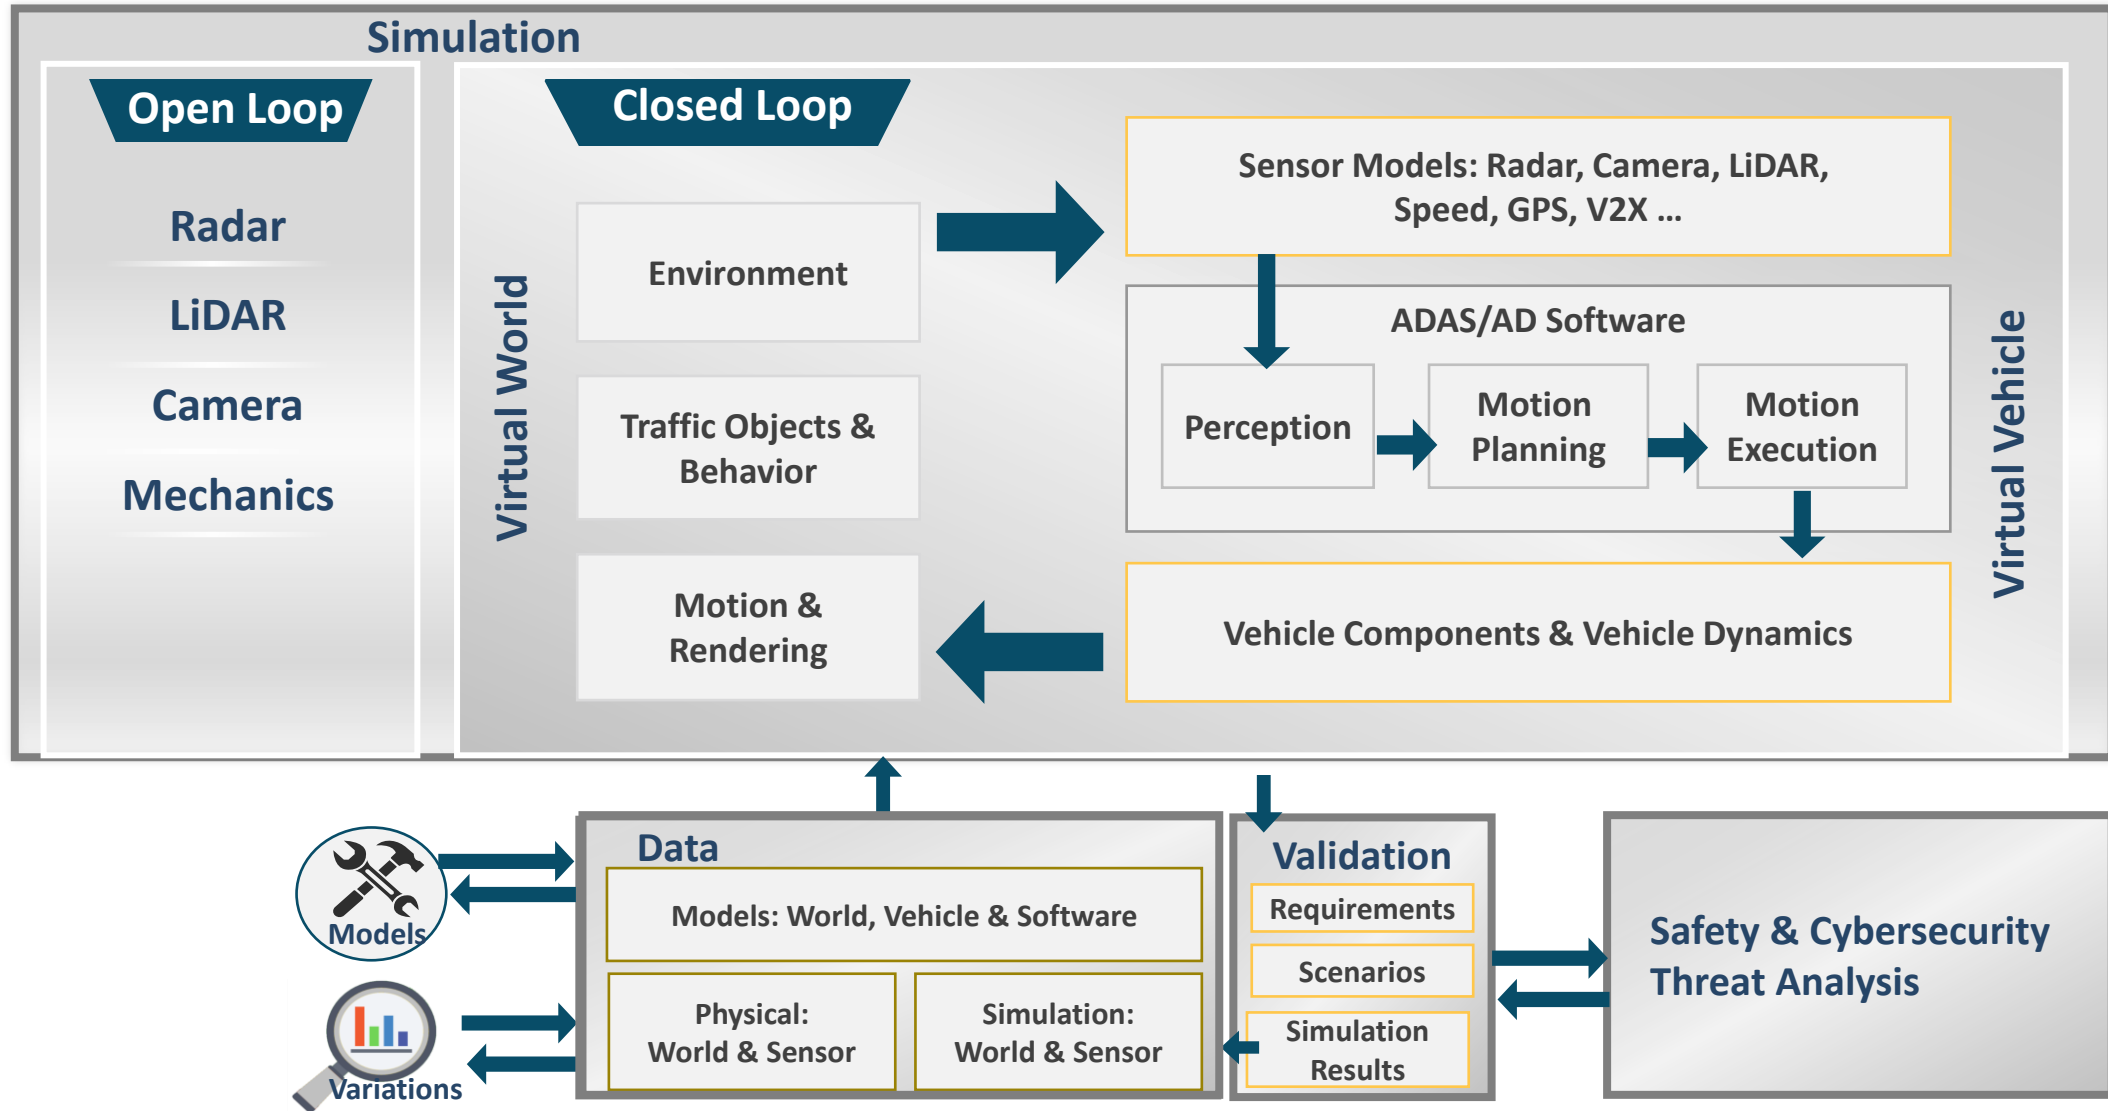 Simulation
Open Loop
Radar
LiDAR
Camera
Mechanics
Closed Loop
Virtual World
Environment
Traffic Objects &
Behavior
Motion &
Rendering
Sensor Models: Radar, Camera, LiDAR,
Speed, GPS, V2X ...
ADAS/AD Software
Perception
Motion
Planning
Motion
Execution
Vehicle Components & Vehicle Dynamics
Virtual Vehicle
Models
Variations
Data
Models: World, Vehicle & Software
Physical:
World & Sensor
Simulation:
World & Sensor
Validation
Requirements
Scenarios
Simulation
Results
Safety & Cybersecurity
Threat Analysis